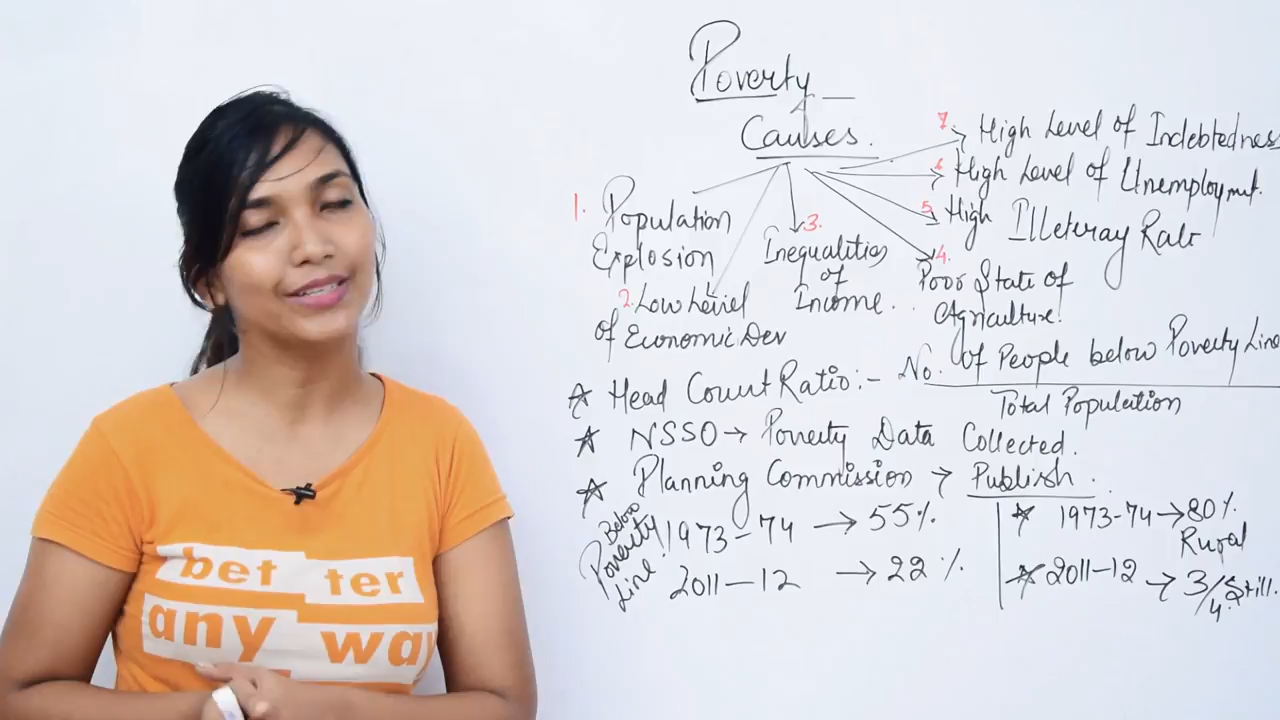 bet ter
any way
Poverty
Causes.
1. Population
Explosion
2. Low Level
of Economic Dev
3.
Inequalities
of
Income.
7. High Level of Indebtedness
6. High Level of Unemployment.
5. High Illeteray Rate
4.
Poor State of
Agriculture.
☆ Head Count Ratio:- No. of People below Poverty Line
Total Population
☆ NSSO → Poverty Data Collected.
☆ Planning Commission → Publish.
Below
Poverty
Line
1973-74 → 55%.
2011-12 → 22%.
☆ 1973-74 → 80%.
Rural
☆ 2011-12 → 3/4 Still.